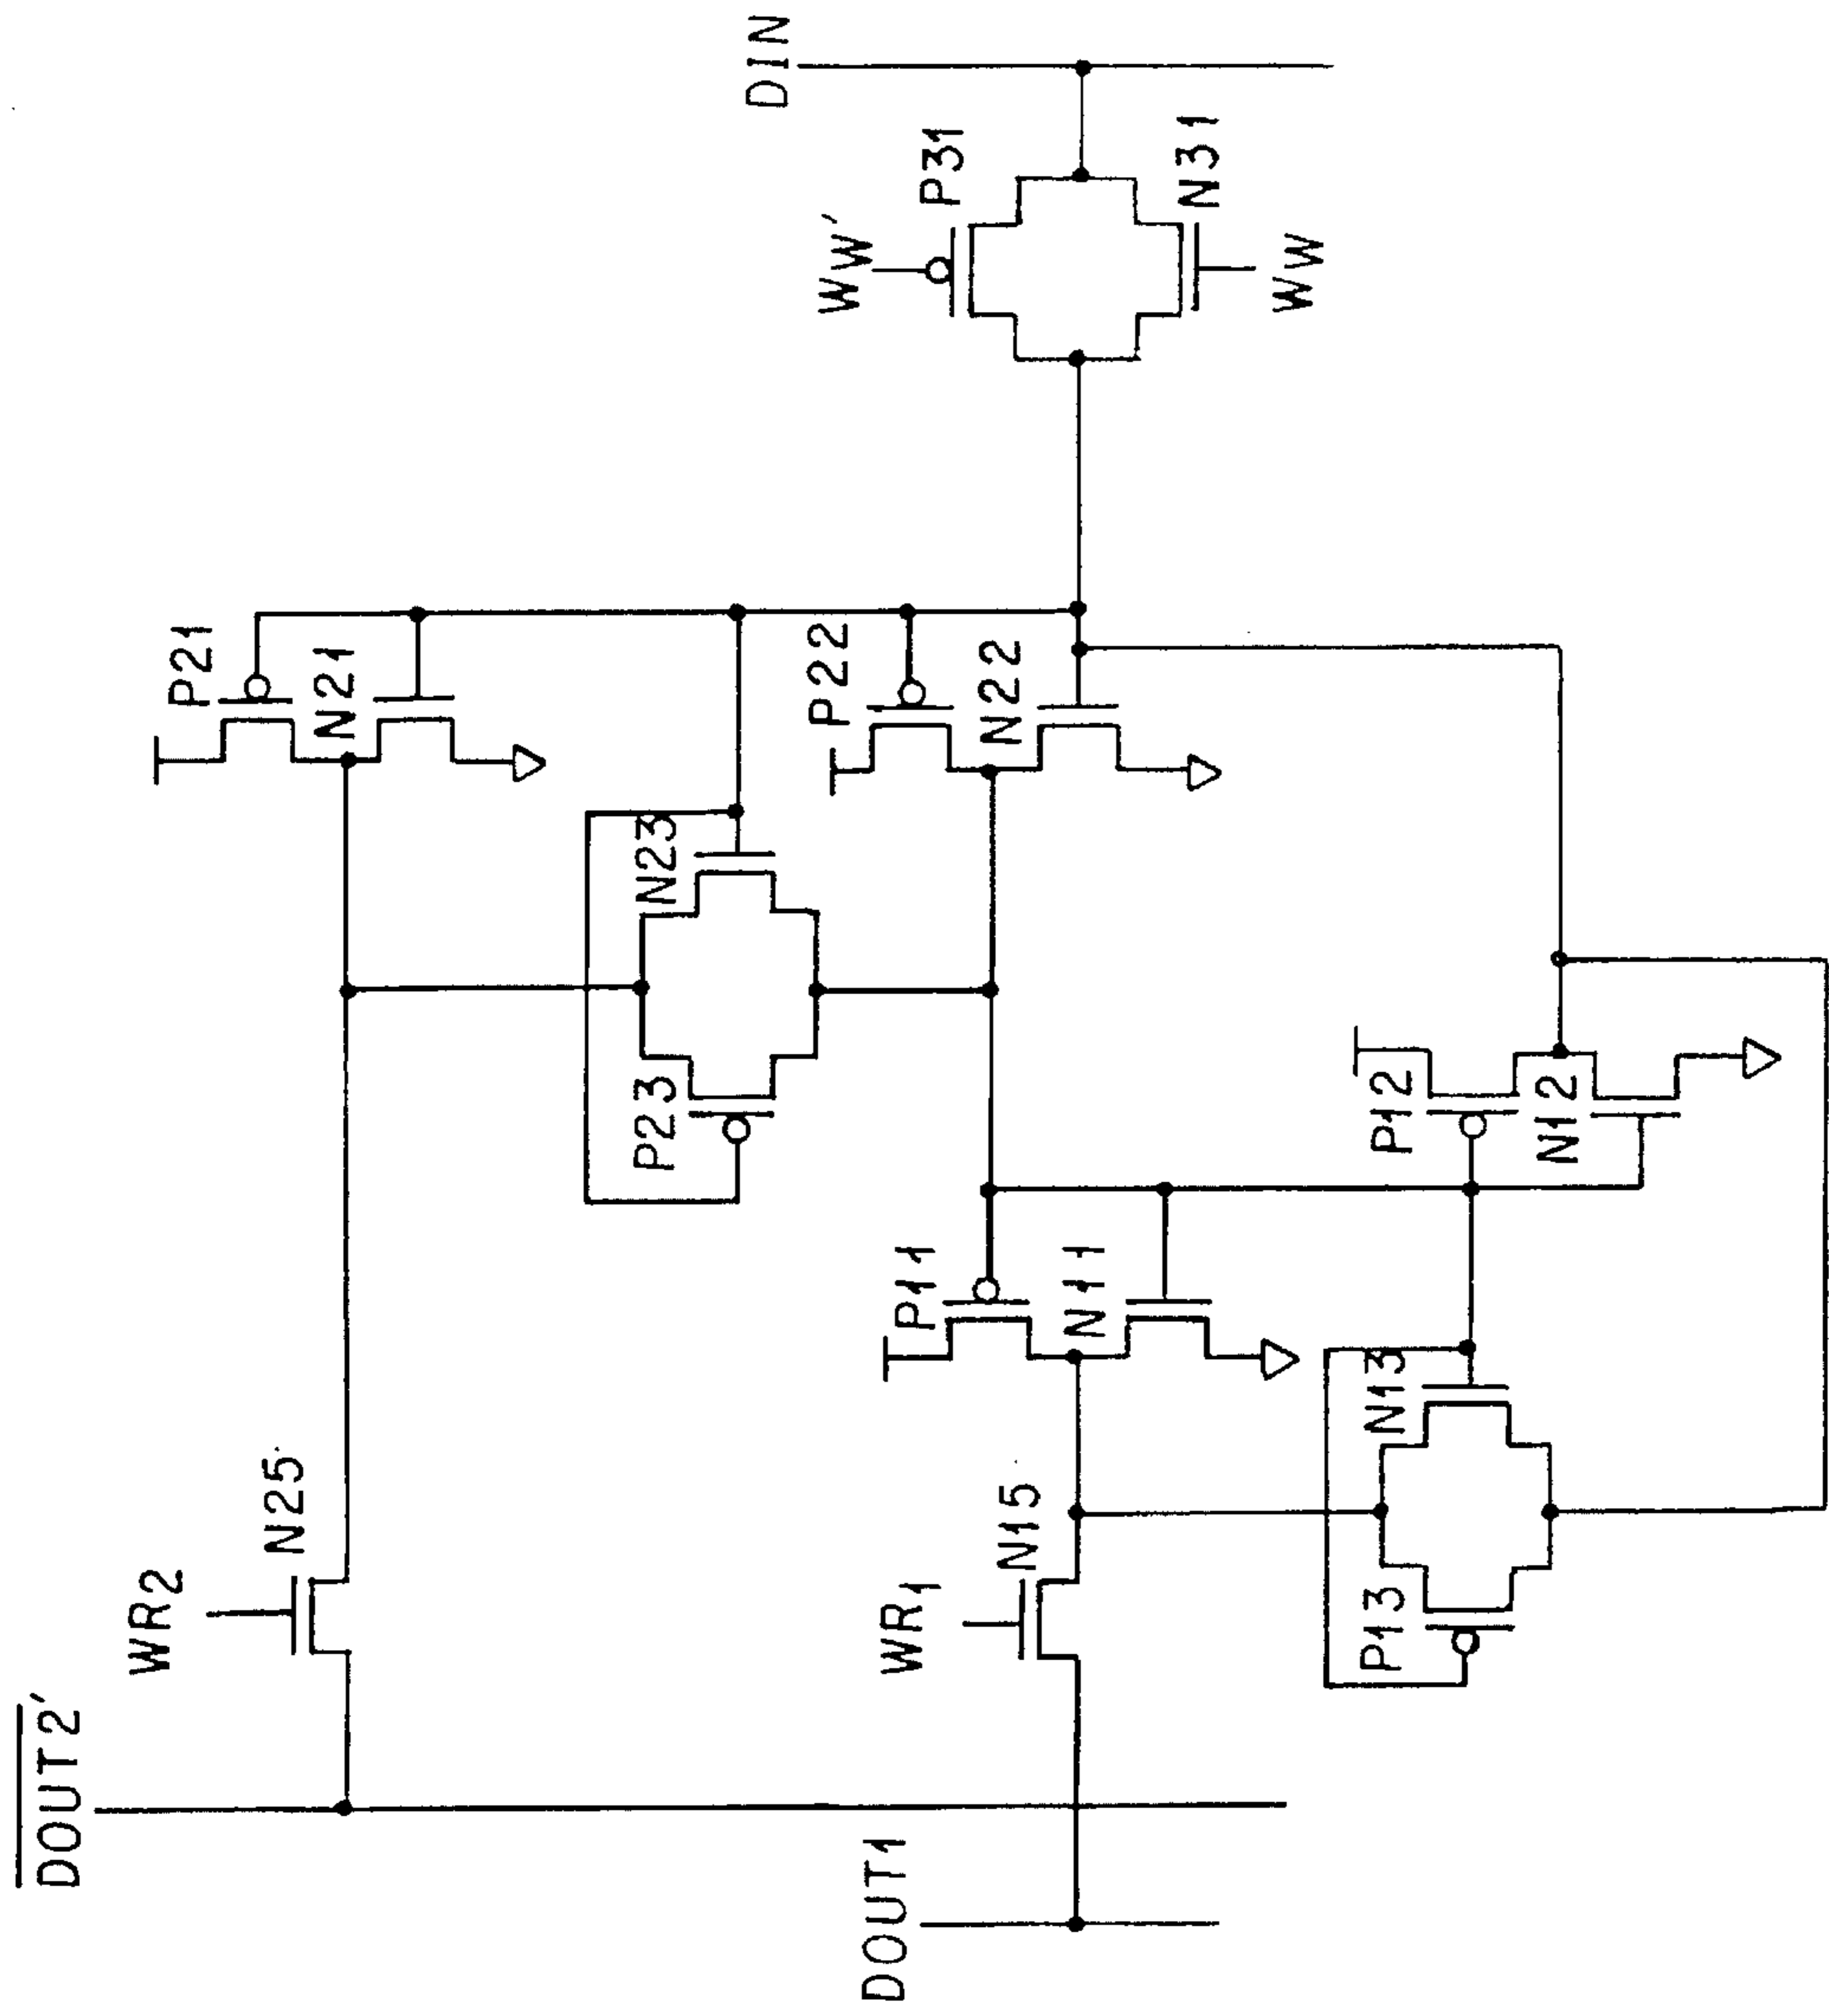 DIN
P31
WW'
N31
WW
P21
N21
P22
N22
N23
P23
P12
N12
P11
N11
N13
P13
N25
WR2
N15
WR1
DOUT2'
DOUT1